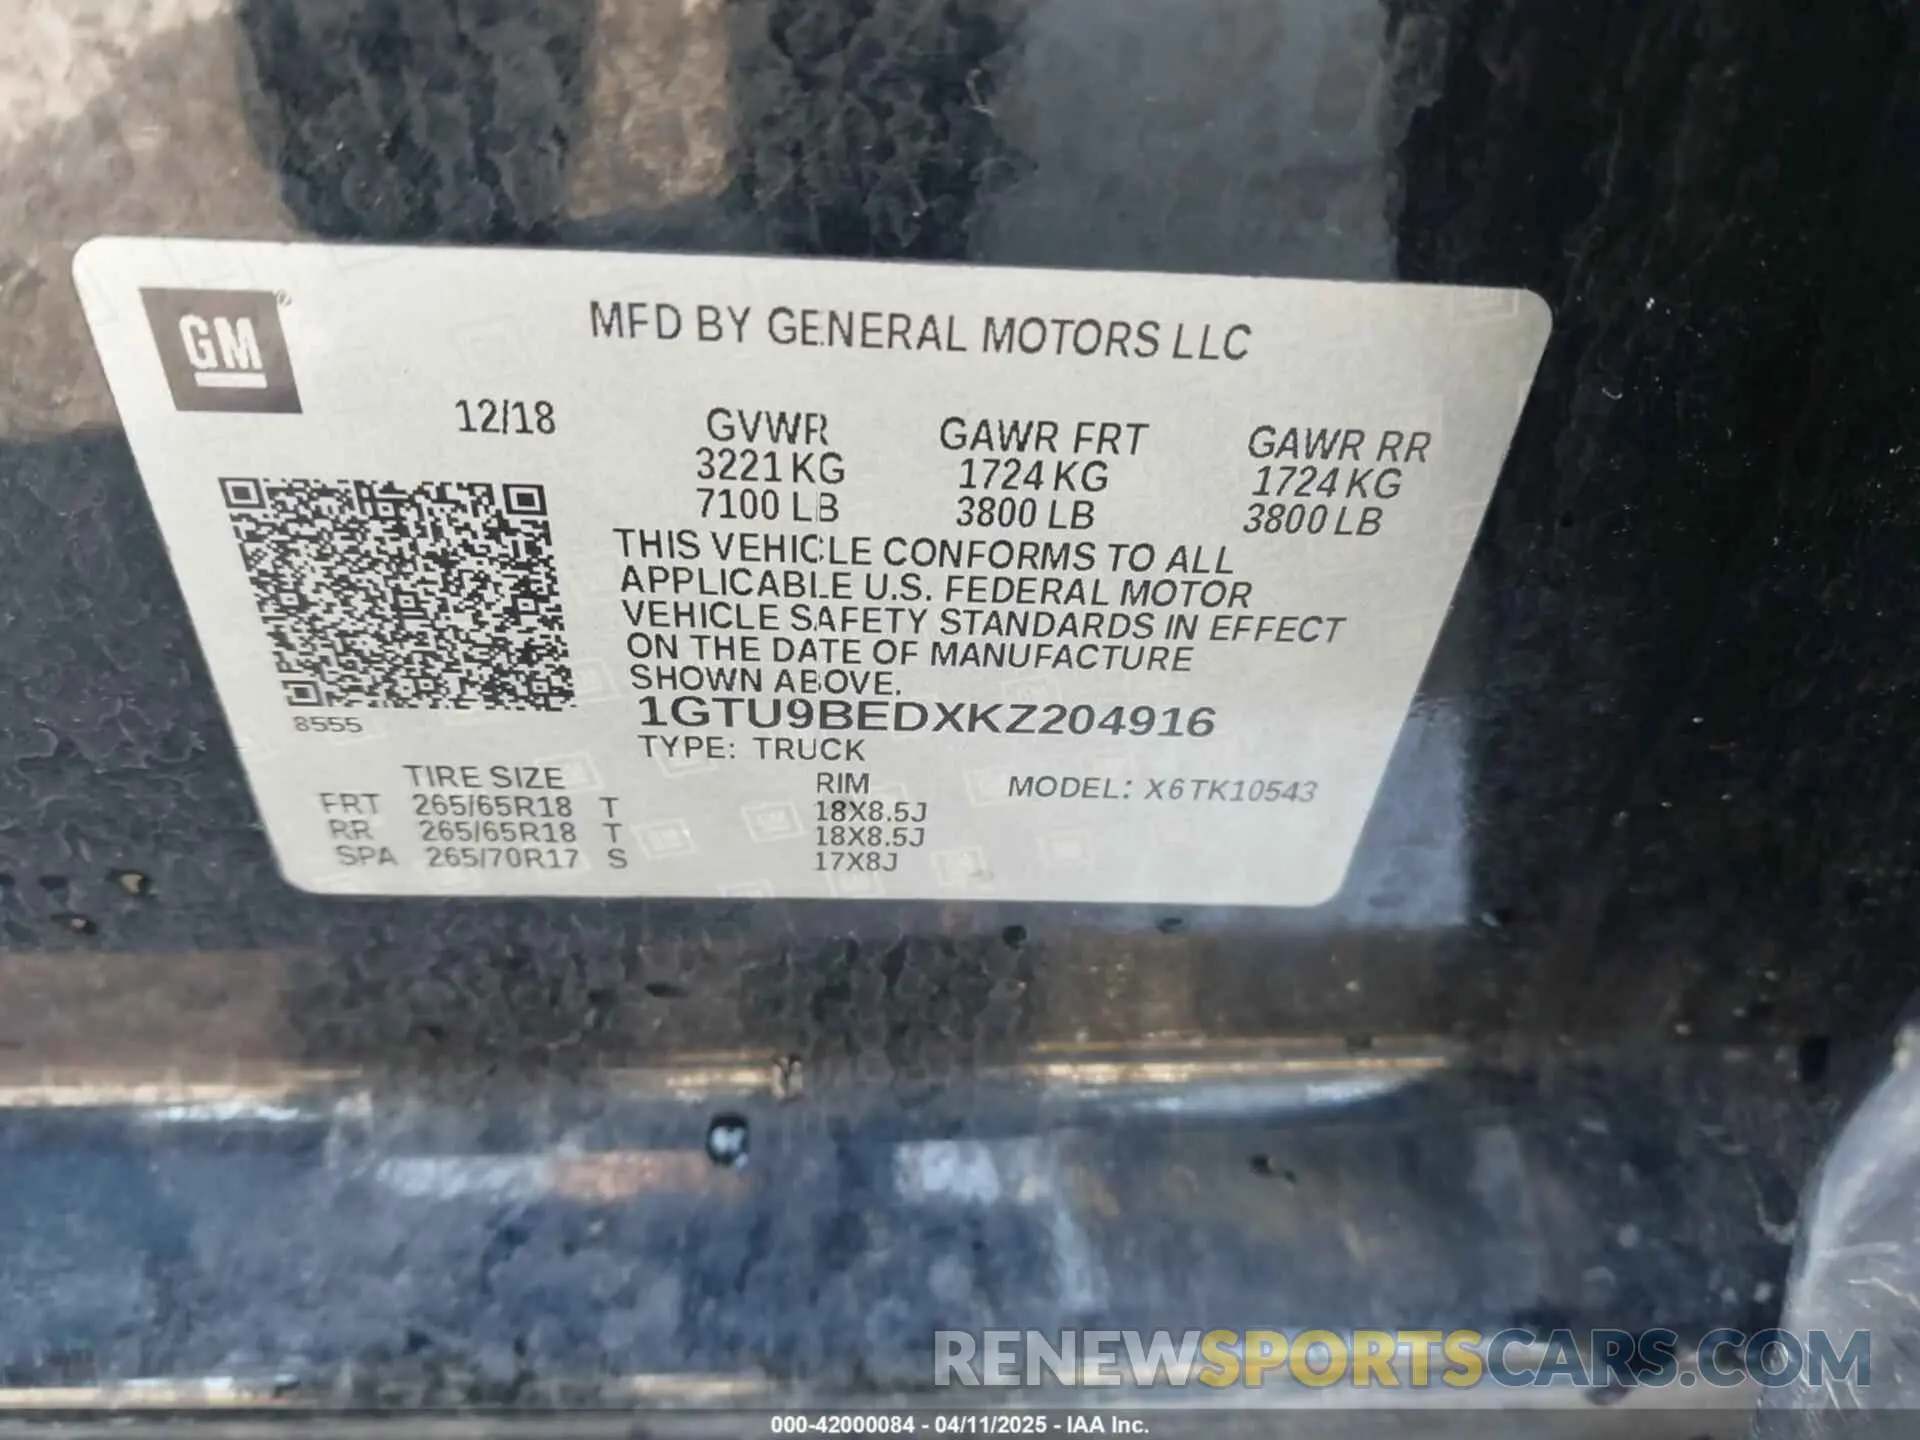 GM®
MFD BY GENERAL MOTORS LLC
12/18
GVWR GAWR FRT GAWR RR
3221 KG 1724 KG 1724 KG
7100 LB 3800 LB 3800 LB
THIS VEHICLE CONFORMS TO ALL
APPLICABLE U.S. FEDERAL MOTOR
VEHICLE SAFETY STANDARDS IN EFFECT
ON THE DATE OF MANUFACTURE
SHOWN ABOVE.
8555
1GTU9BEDXKZ204916
TYPE: TRUCK
TIRE SIZE RIM MODEL: X6TK10543
FRT 265/65R18 T 18X8.5J
RR 265/65R18 T 18X8.5J
SPA 265/70R17 S 17X8J
RENEWSPORTSCARS.COM
000-42000084 - 04/11/2025 - IAA Inc.